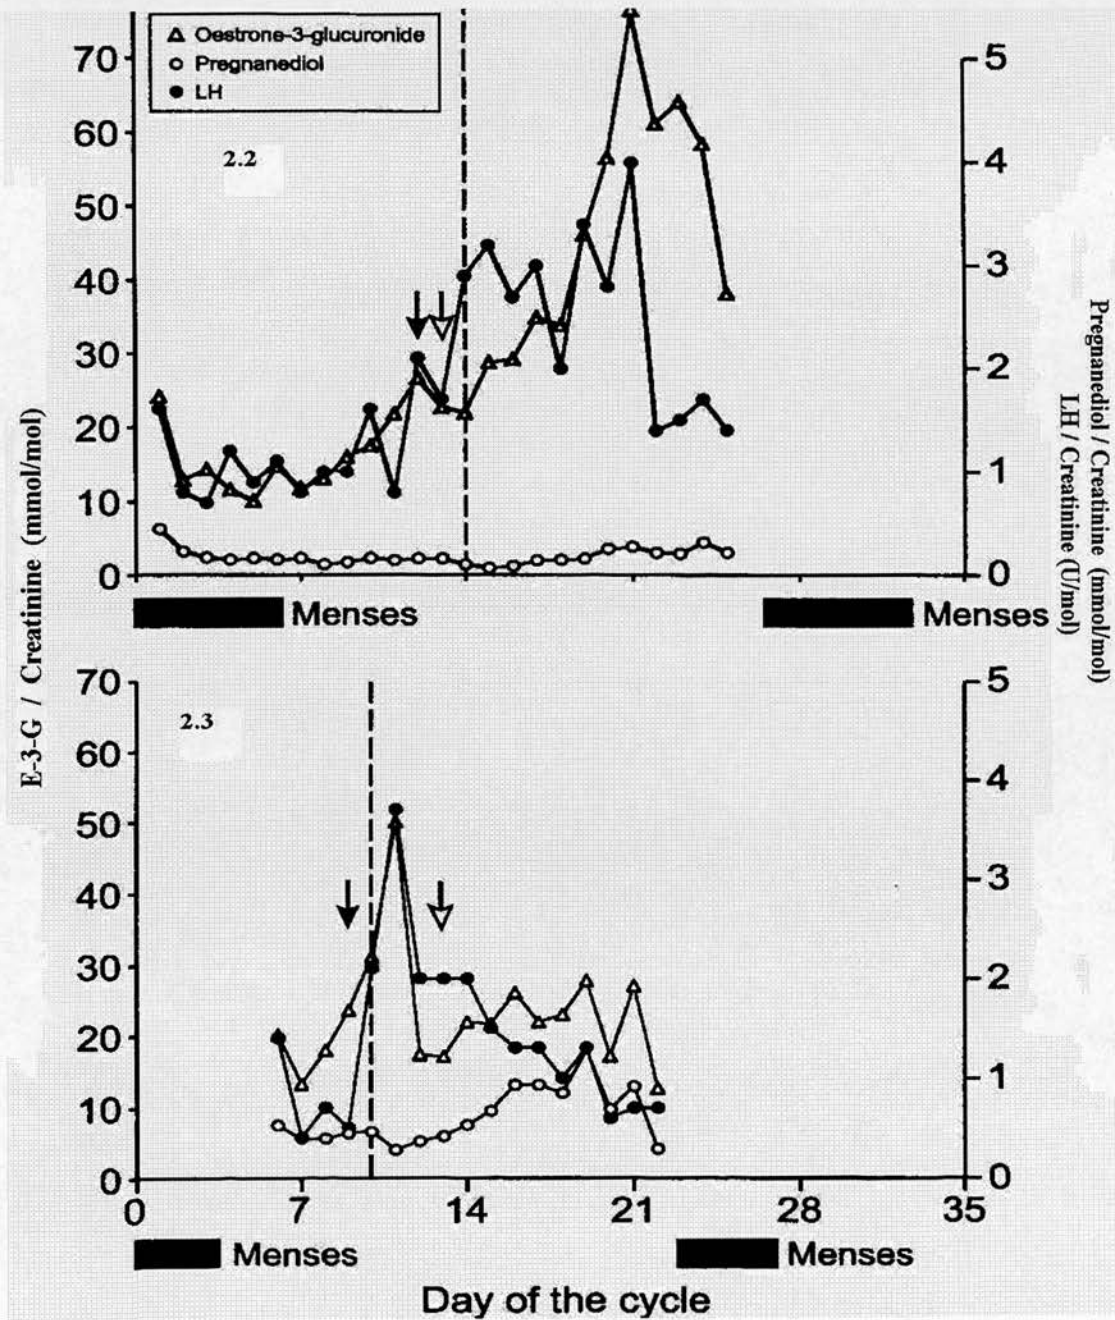 Oestrone-3-glucuronide
Pregnanediol
LH
2.2
70
60
50
40
30
20
10
0
5
4
3
2
1
0
Menses
Menses
E-3-G / Creatinine (mmol/mol)
Pregnanediol / Creatinine (mmol/mol)
LH / Creatinine (U/mol)
2.3
70
60
50
40
30
20
10
0
5
4
3
2
1
0
0 7 14 21 28 35
Menses
Menses
Day of the cycle